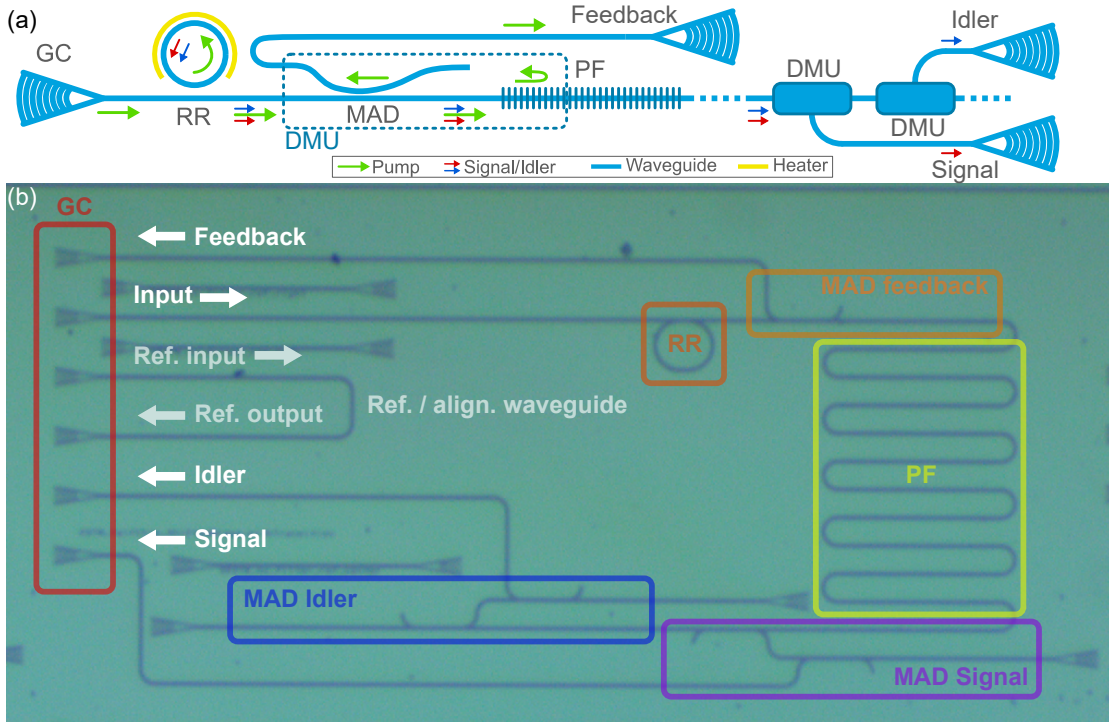 (a)
GC
RR
MAD
DMU
Feedback
PF
DMU
DMU
Idler
Signal
Pump
Signal/Idler
Waveguide
Heater
(b)
GC
Feedback
Input
Ref. input
Ref. output
Ref. / align. waveguide
Idler
Signal
MAD feedback
RR
PF
MAD Idler
MAD Signal